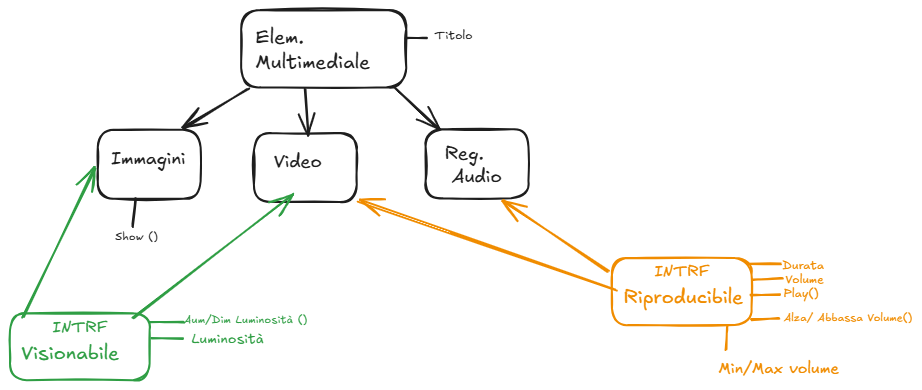 Elem.
Multimediale
Titolo
Immagini
Video
Reg.
Audio
Show ()
INTRF
Riproducibile
Durata
Volume
Play()
Alza/ Abbassa Volume()
Min/Max volume
INTRF
Visionabile
Aum/Dim Luminosità ()
Luminosità